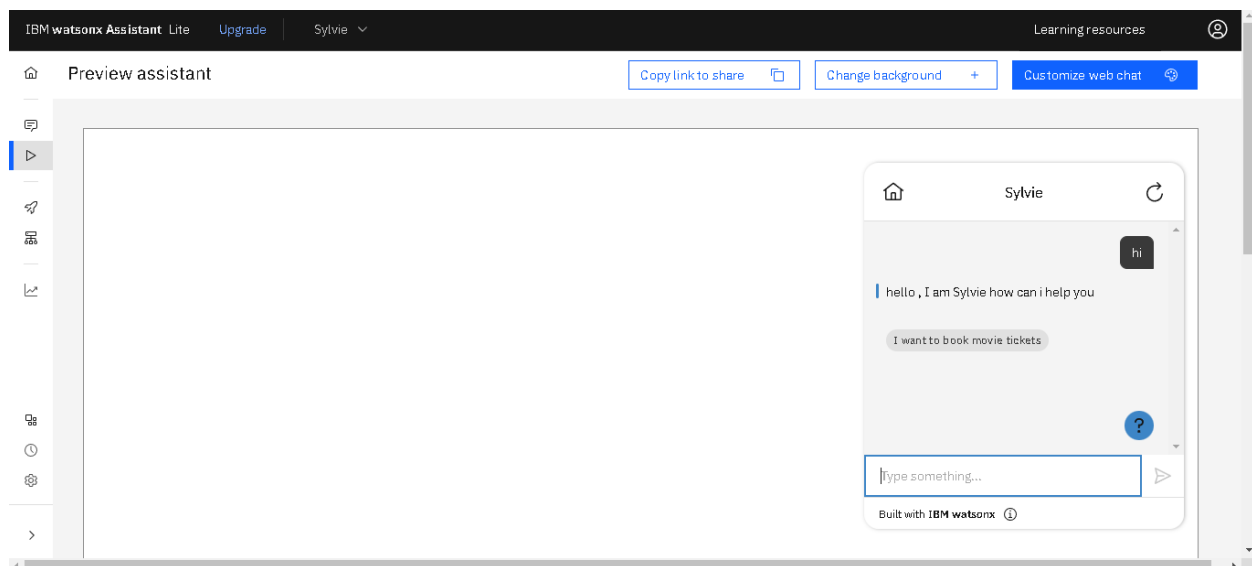 IBM watsonx Assistant Lite Upgrade Sylvie Learning resources
Preview assistant Copy link to share Change background + Customize web chat
Sylvie
hi
hello , I am Sylvie how can i help you
I want to book movie tickets
?
Type something...
Built with IBM watsonx